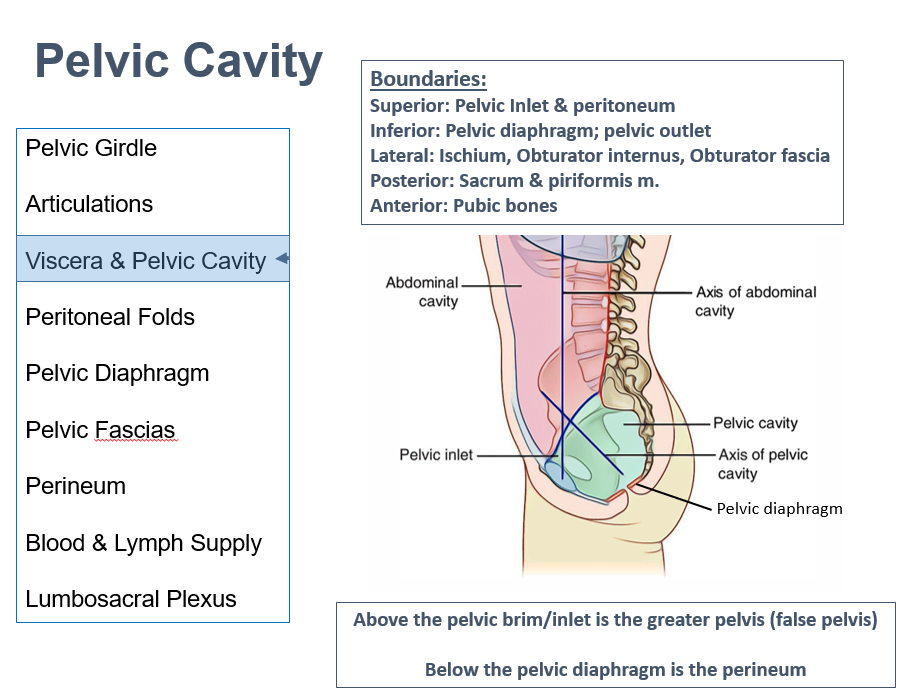 Pelvic Cavity
Boundaries:
Superior: Pelvic Inlet & peritoneum
Inferior: Pelvic diaphragm; pelvic outlet
Lateral: Ischium, Obturator internus, Obturator fascia
Posterior: Sacrum & piriformis m.
Anterior: Pubic bones
Pelvic Girdle
Articulations
Viscera & Pelvic Cavity
Peritoneal Folds
Pelvic Diaphragm
Pelvic Fascias
Perineum
Blood & Lymph Supply
Lumbosacral Plexus
Abdominal
cavity
Axis of abdominal
cavity
Pelvic cavity
Pelvic inlet
Axis of pelvic
cavity
Pelvic diaphragm
Above the pelvic brim/inlet is the greater pelvis (false pelvis)
Below the pelvic diaphragm is the perineum